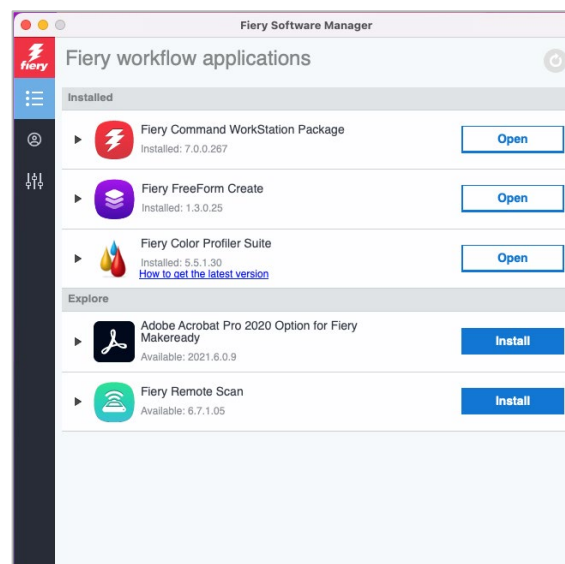 Fiery Software Manager
fiery
Fiery workflow applications
Installed
Fiery Command WorkStation Package
Installed: 7.0.0.267
Open
Fiery FreeForm Create
Installed: 1.3.0.25
Open
Fiery Color Profiler Suite
Installed: 5.5.1.30
How to get the latest version
Open
Explore
Adobe Acrobat Pro 2020 Option for Fiery
Makeready
Available: 2021.6.0.9
Install
Fiery Remote Scan
Available: 6.7.1.05
Install